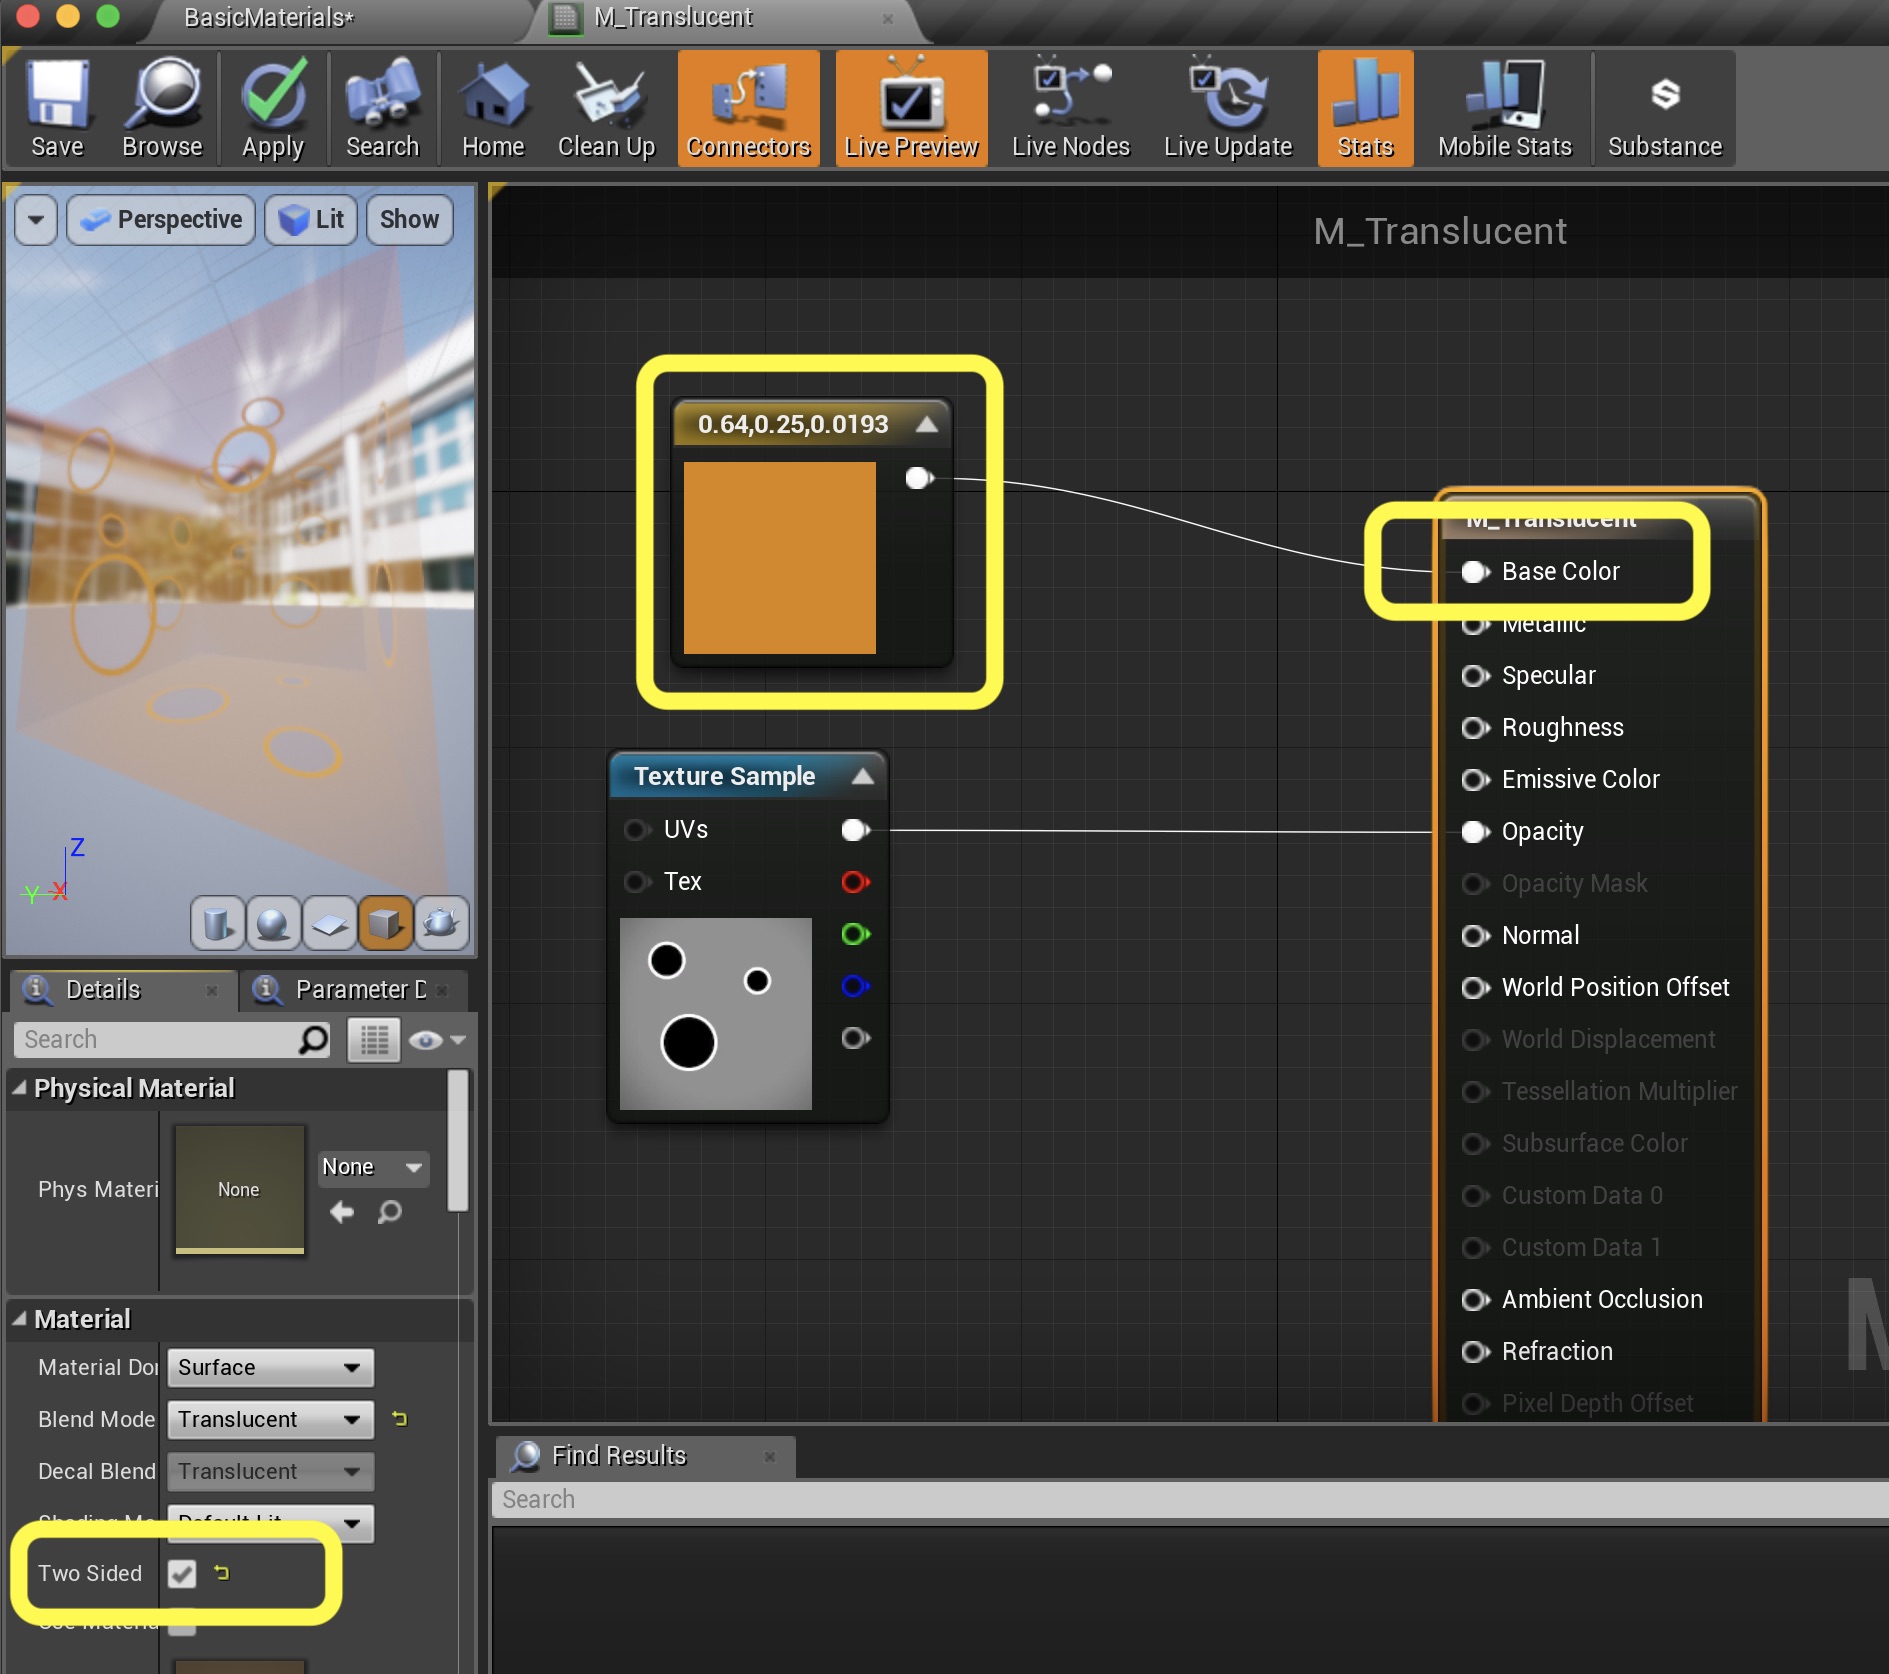 BasicMaterials*
M_Translucent
Save
Browse
Apply
Search
Home
Clean Up
Connectors
Live Preview
Live Nodes
Live Update
Stats
Mobile Stats
Substance
Perspective
Lit
Show
M_Translucent
0.64,0.25,0.0193
M_Translucent
Base Color
Metallic
Specular
Roughness
Emissive Color
Opacity
Opacity Mask
Normal
World Position Offset
World Displacement
Tessellation Multiplier
Subsurface Color
Custom Data 0
Custom Data 1
Ambient Occlusion
Refraction
Pixel Depth Offset
M
Texture Sample
UVs
Tex
Z
Y
X
Details
Parameter D
Search
Physical Material
Phys Materi
None
None
Material
Material Do
Surface
Blend Mode
Translucent
Decal Blend
Translucent
Shading Mo
Default Lit
Two Sided
Use Materia
Find Results
Search